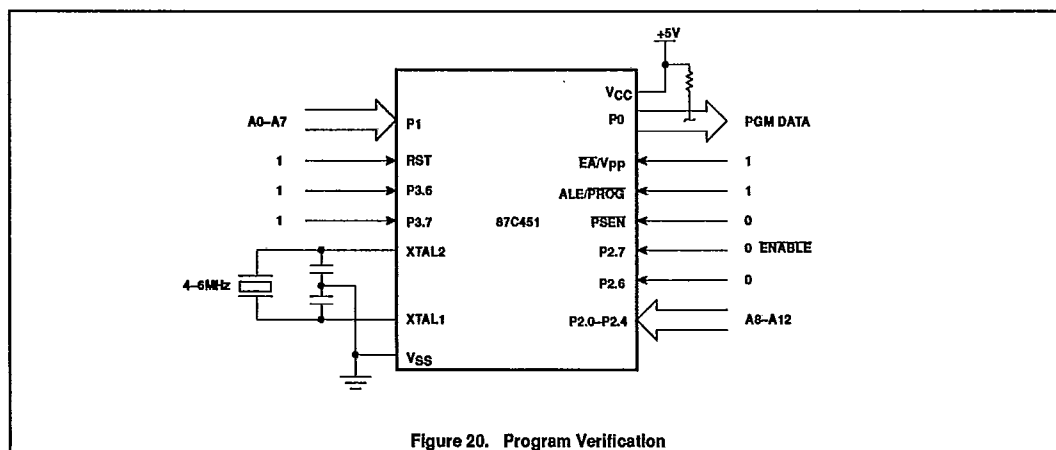 +5V
VCC
A0–A7
P1
P0
PGM DATA
1
RST
EA/VPP
1
1
P3.6
ALE/PROG
1
1
P3.7
87C451
PSEN
0
XTAL2
P2.7
0 ENABLE
4–6MHz
P2.6
0
XTAL1
P2.0–P2.4
A8–A12
VSS
Figure 20. Program Verification